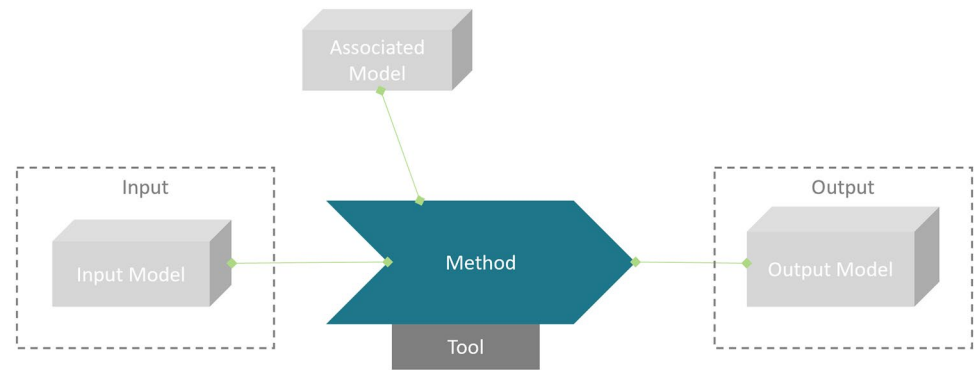 Associated
Model
Input
Output
Input Model
Method
Output Model
Tool